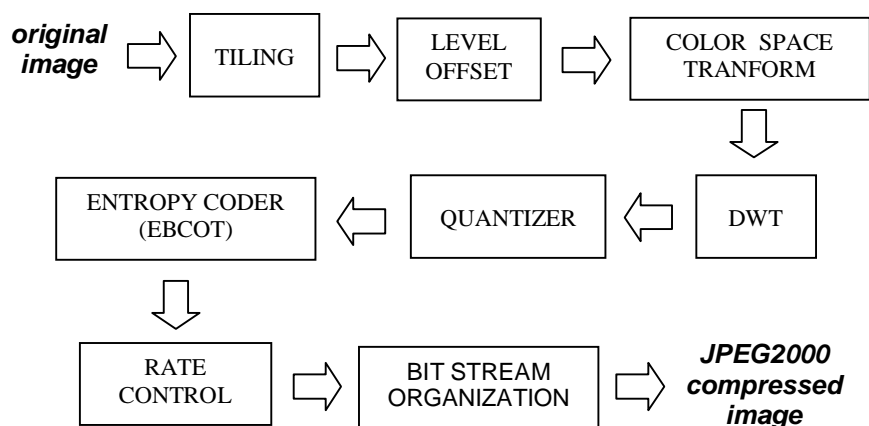 original
image
TILING
LEVEL
OFFSET
COLOR SPACE
TRANFORM
DWT
QUANTIZER
ENTROPY CODER
(EBCOT)
RATE
CONTROL
BIT STREAM
ORGANIZATION
JPEG2000
compressed
image